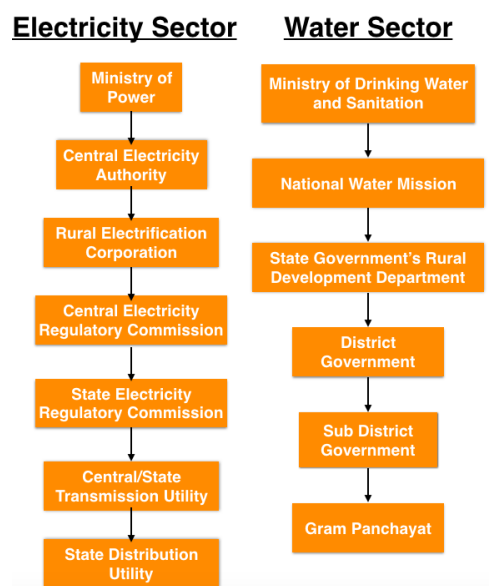 Electricity Sector
Ministry of
Power
Central Electricity
Authority
Rural Electrification
Corporation
Central Electricity
Regulatory Commission
State Electricity
Regulatory Commission
Central/State
Transmission Utility
State Distribution
Utility
Water Sector
Ministry of Drinking Water
and Sanitation
National Water Mission
State Government's Rural
Development Department
District
Government
Sub District
Government
Gram Panchayat